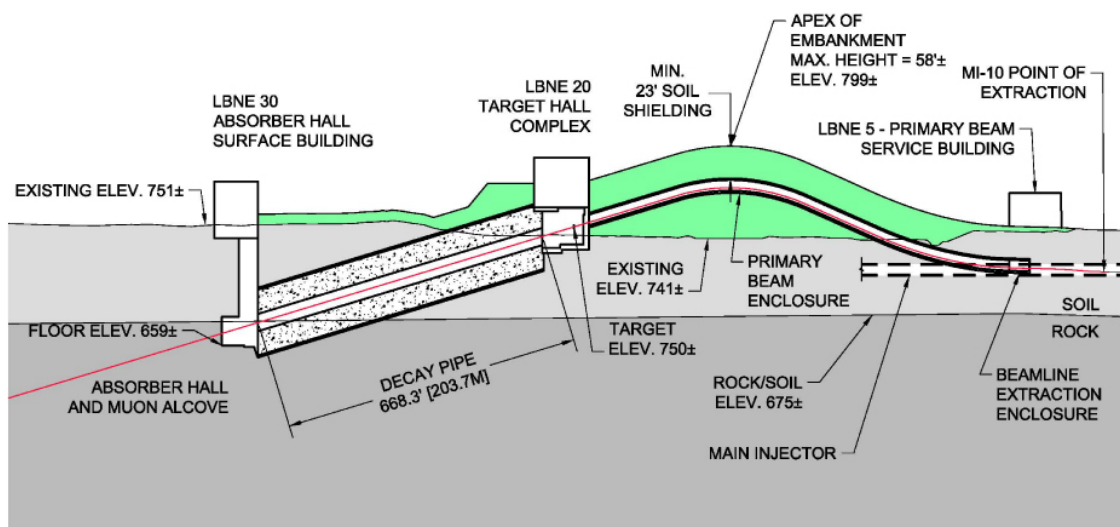 APEX OF
EMBANKMENT
MAX. HEIGHT = 58'±
ELEV. 799±
MIN.
23' SOIL
SHIELDING
MI-10 POINT OF
EXTRACTION
LBNE 20
TARGET HALL
COMPLEX
LBNE 30
ABSORBER HALL
SURFACE BUILDING
LBNE 5 - PRIMARY BEAM
SERVICE BUILDING
EXISTING ELEV. 751±
EXISTING
ELEV. 741±
PRIMARY
BEAM
ENCLOSURE
SOIL
ROCK
FLOOR ELEV. 659±
TARGET
ELEV. 750±
DECAY PIPE
668.3' [203.7M]
ABSORBER HALL
AND MUON ALCOVE
ROCK/SOIL
ELEV. 675±
BEAMLINE
EXTRACTION
ENCLOSURE
MAIN INJECTOR